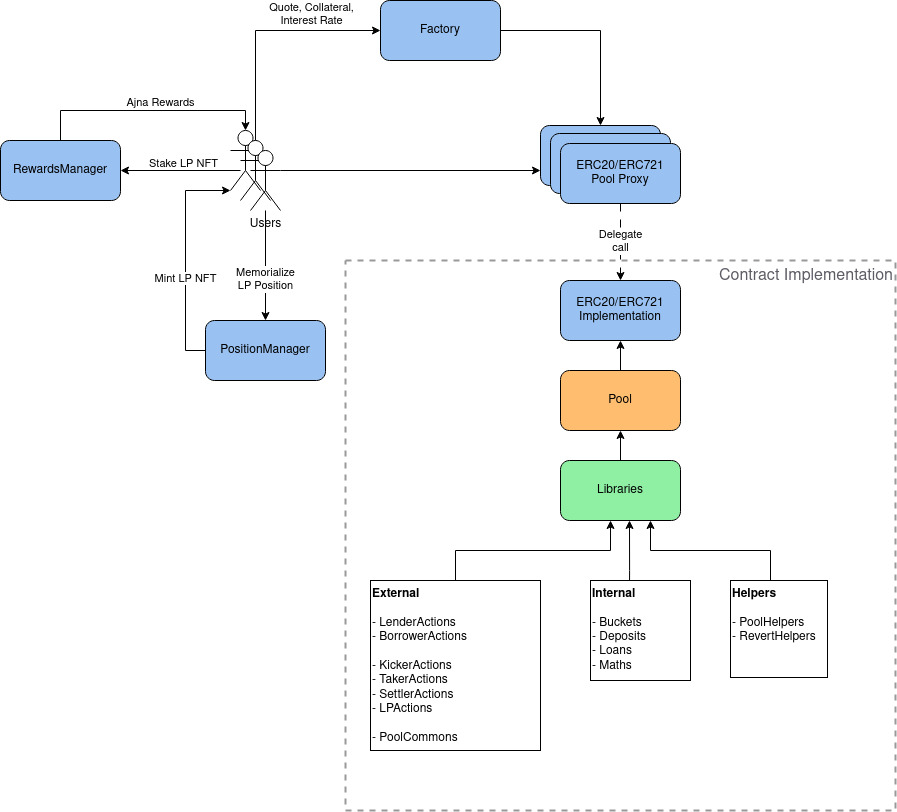 Quote, Collateral,
Interest Rate
Factory
Ajna Rewards
RewardsManager
Stake LP NFT
ERC20/ERC721
Pool Proxy
Users
Delegate
call
Mint LP NFT
Memorialize
LP Position
Contract Implementation
ERC20/ERC721
Implementation
PositionManager
Pool
Libraries
External
- LenderActions
- BorrowerActions
- KickerActions
- TakerActions
- SettlerActions
- LPActions
- PoolCommons
Internal
- Buckets
- Deposits
- Loans
- Maths
Helpers
- PoolHelpers
- RevertHelpers